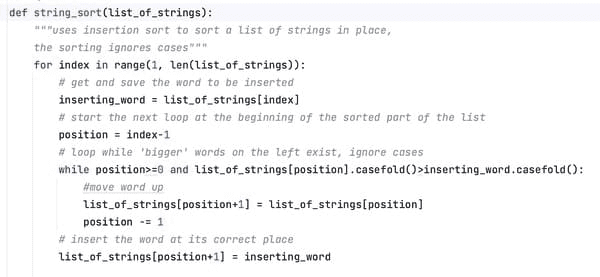 def string_sort(list_of_strings):
    """uses insertion sort to sort a list of strings in place,
    the sorting ignores cases"""
    for index in range(1, len(list_of_strings)):
        # get and save the word to be inserted
        inserting_word = list_of_strings[index]
        # start the next loop at the beginning of the sorted part of the list
        position = index-1
        # loop while 'bigger' words on the left exist, ignore cases
        while position>=0 and list_of_strings[position].casefold()>inserting_word.casefold():
            #move word up
            list_of_strings[position+1] = list_of_strings[position]
            position -= 1
        # insert the word at its correct place
        list_of_strings[position+1] = inserting_word